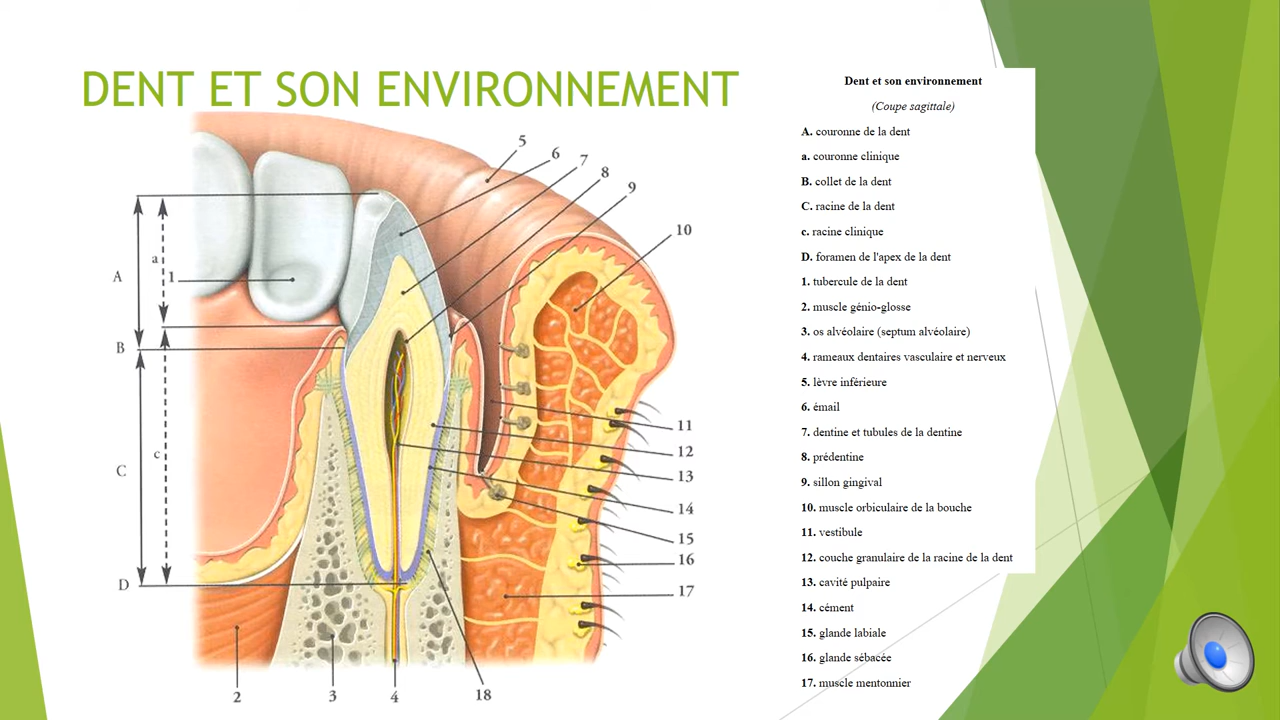 DENT ET SON ENVIRONNEMENT
5
6
7
8
9
10
A
a
1
B
C
c
D
11
12
13
14
15
16
17
2
3
4
18
Dent et son environnement
(Coupe sagittale)
A. couronne de la dent
a. couronne clinique
B. collet de la dent
C. racine de la dent
c. racine clinique
D. foramen de l'apex de la dent
1. tubercule de la dent
2. muscle génio-glosse
3. os alvéolaire (septum alvéolaire)
4. rameaux dentaires vasculaire et nerveux
5. lèvre inférieure
6. émail
7. dentine et tubules de la dentine
8. prédentine
9. sillon gingival
10. muscle orbiculaire de la bouche
11. vestibule
12. couche granulaire de la racine de la dent
13. cavité pulpaire
14. cément
15. glande labiale
16. glande sébacée
17. muscle mentonnier